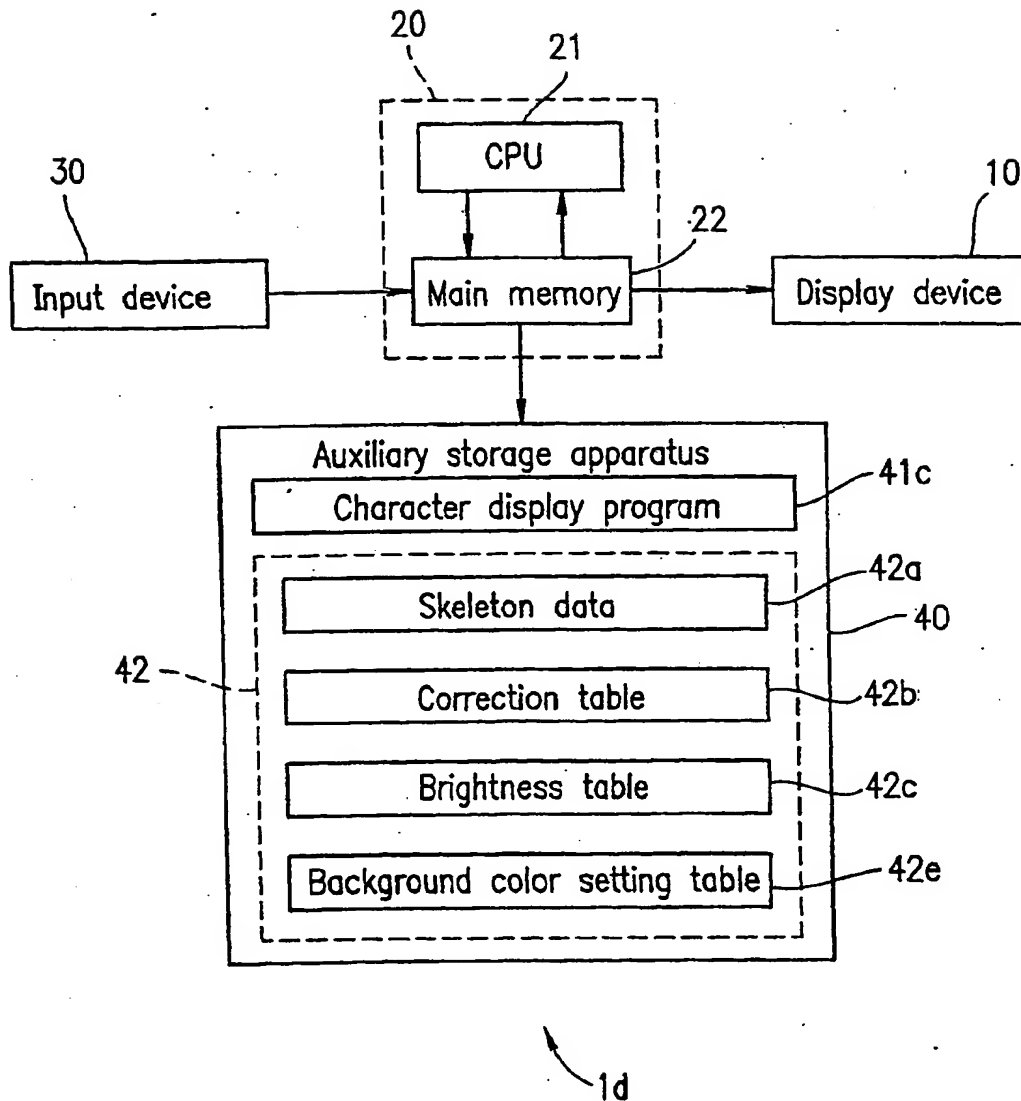 20
21
CPU
30
10
22
Input device
Main memory
Display device
Auxiliary storage apparatus
41c
Character display program
42a
Skeleton data
40
42
Correction table
42b
Brightness table
42c
Background color setting table
42e
1d